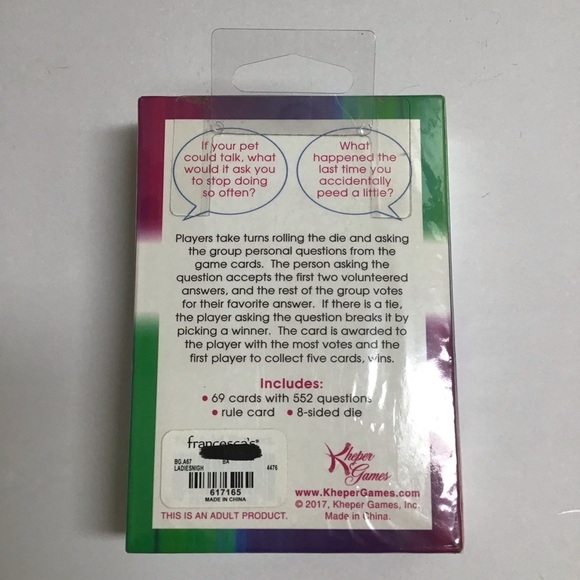 If your pet
could talk, what
would it ask you
to stop doing
so often?
What
happened the
last time you
accidentally
peed a little?
Players take turns rolling the die and asking
the group personal questions from the
game cards. The person asking the
question accepts the first two volunteered
answers, and the rest of the group votes
for their favorite answer. If there is a tie,
the player asking the question breaks it by
picking a winner. The card is awarded to
the player with the most votes and the
first player to collect five cards, wins.
Includes:
• 69 cards with 552 questions
• rule card • 8-sided die
francesca's
BG.A67 BA
LADIESNIGH 4476
617165
MADE IN CHINA
Kheper
Games
www.KheperGames.com
© 2017, Kheper Games, Inc.
Made in China.
THIS IS AN ADULT PRODUCT.